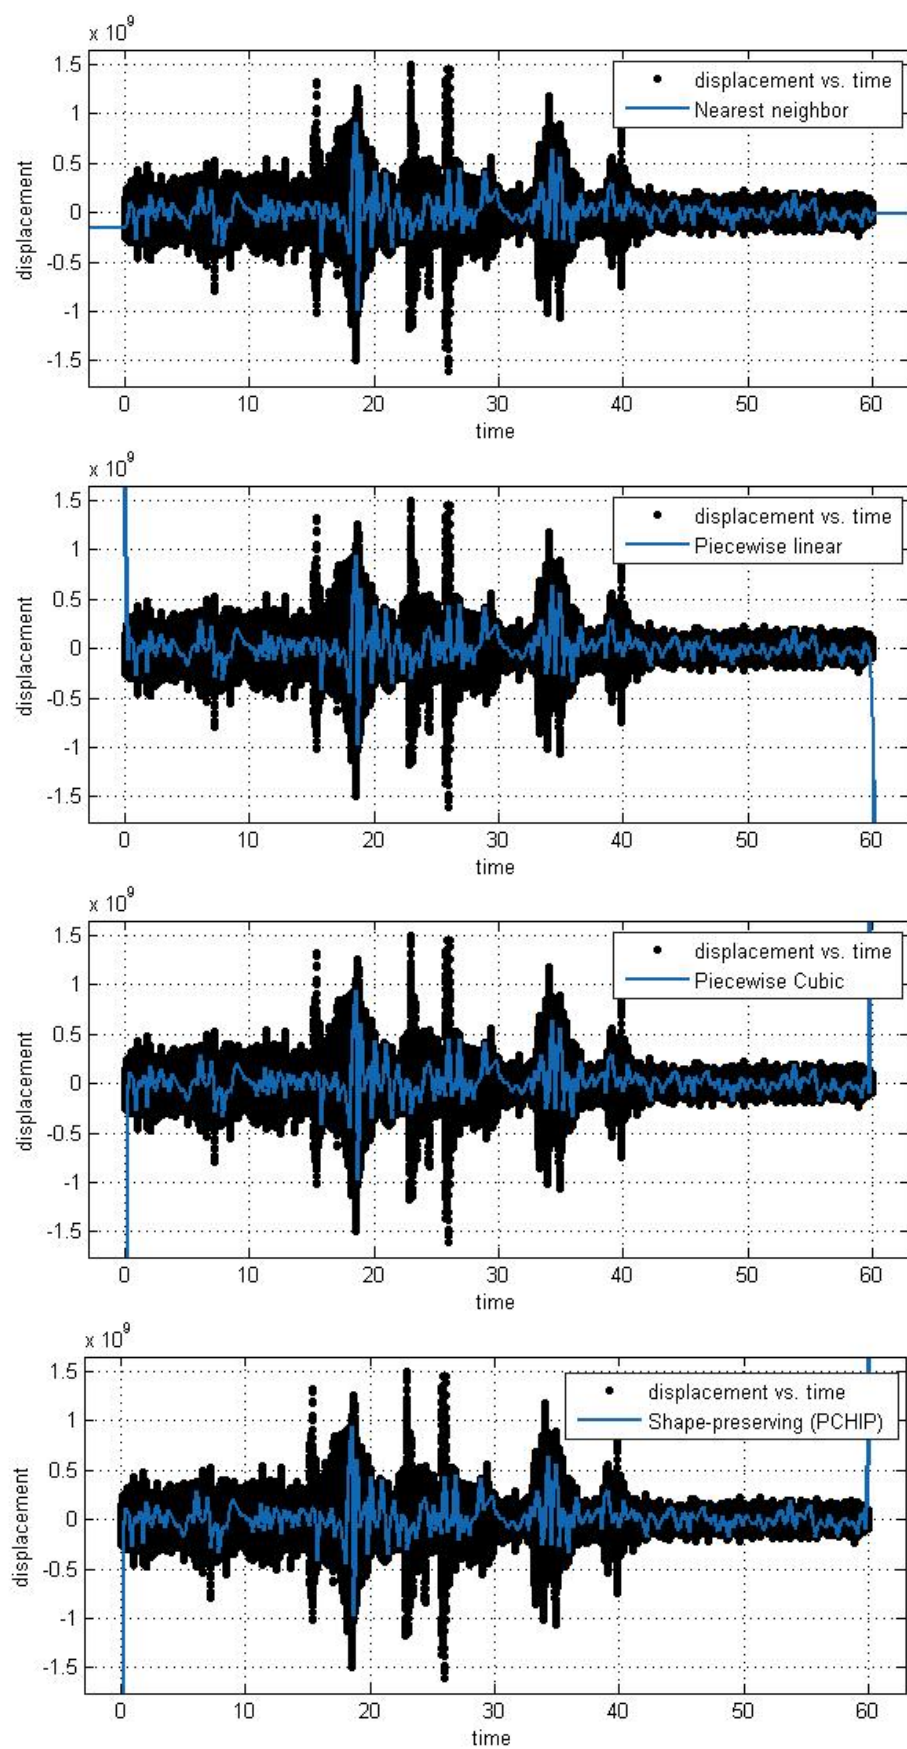 x 10^9
1.5
1
0.5
0
-0.5
-1
-1.5
displacement
displacement vs. time
Nearest neighbor
0 10 20 30 40 50 60
time
x 10^9
1.5
1
0.5
0
-0.5
-1
-1.5
displacement
displacement vs. time
Piecewise linear
0 10 20 30 40 50 60
time
x 10^9
1.5
1
0.5
0
-0.5
-1
-1.5
displacement
displacement vs. time
Piecewise Cubic
0 10 20 30 40 50 60
time
x 10^9
1.5
1
0.5
0
-0.5
-1
-1.5
displacement
displacement vs. time
Shape-preserving (PCHIP)
0 10 20 30 40 50 60
time